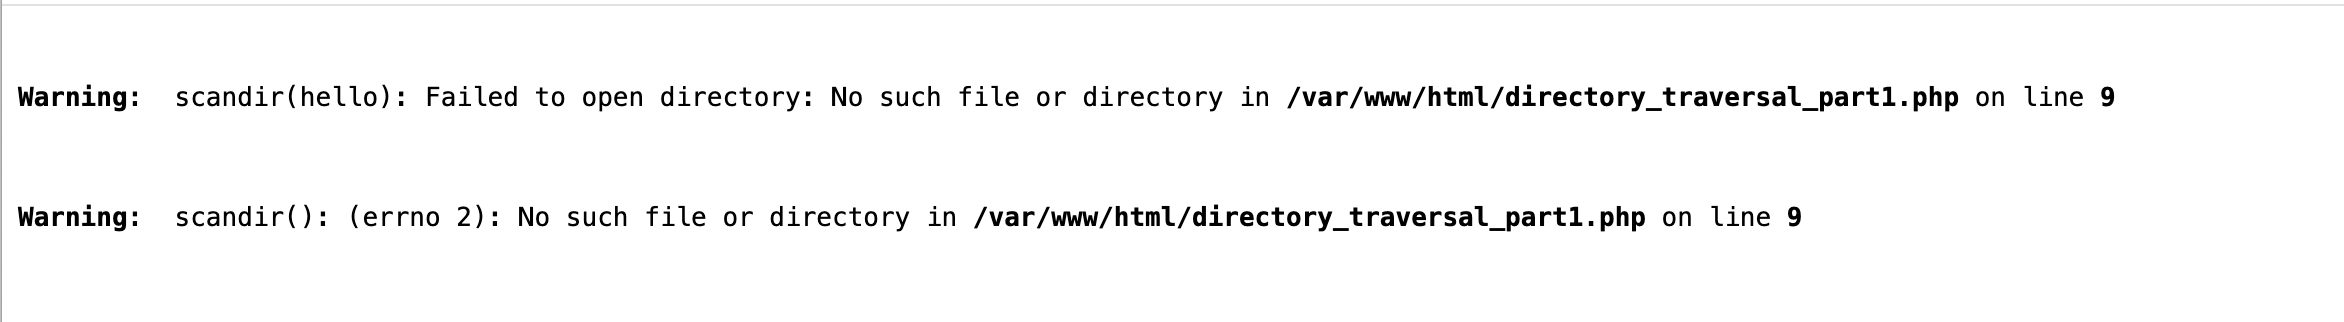 Warning:  scandir(hello): Failed to open directory: No such file or directory in /var/www/html/directory_traversal_part1.php on line 9
Warning:  scandir(): (errno 2): No such file or directory in /var/www/html/directory_traversal_part1.php on line 9